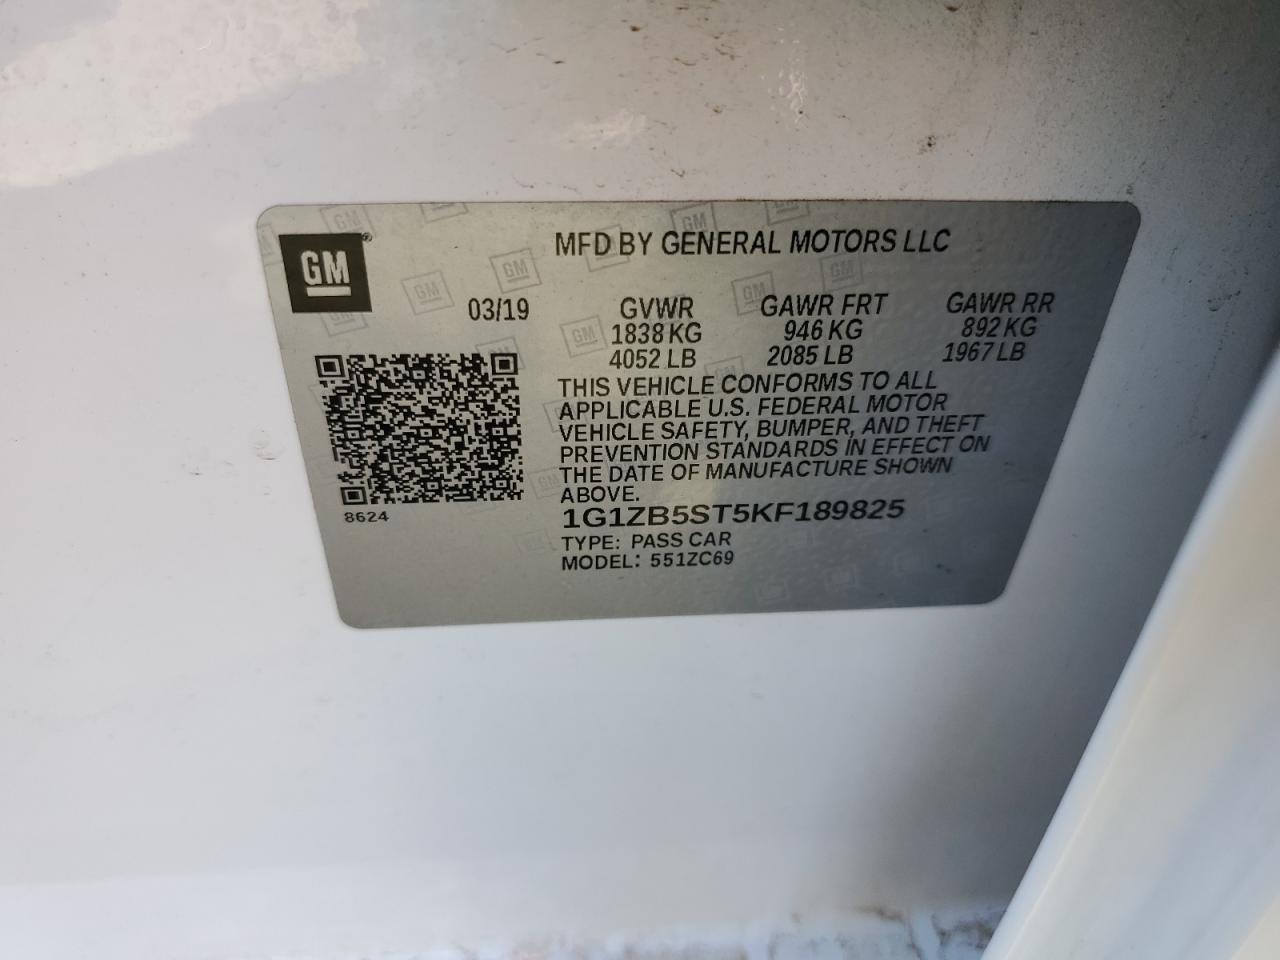 GM
MFD BY GENERAL MOTORS LLC
03/19 GVWR GAWR FRT GAWR RR
1838 KG 946 KG 892 KG
4052 LB 2085 LB 1967 LB
THIS VEHICLE CONFORMS TO ALL
APPLICABLE U.S. FEDERAL MOTOR
VEHICLE SAFETY, BUMPER, AND THEFT
PREVENTION STANDARDS IN EFFECT ON
THE DATE OF MANUFACTURE SHOWN
ABOVE.
8624
1G1ZB5ST5KF189825
TYPE: PASS CAR
MODEL: 551ZC69